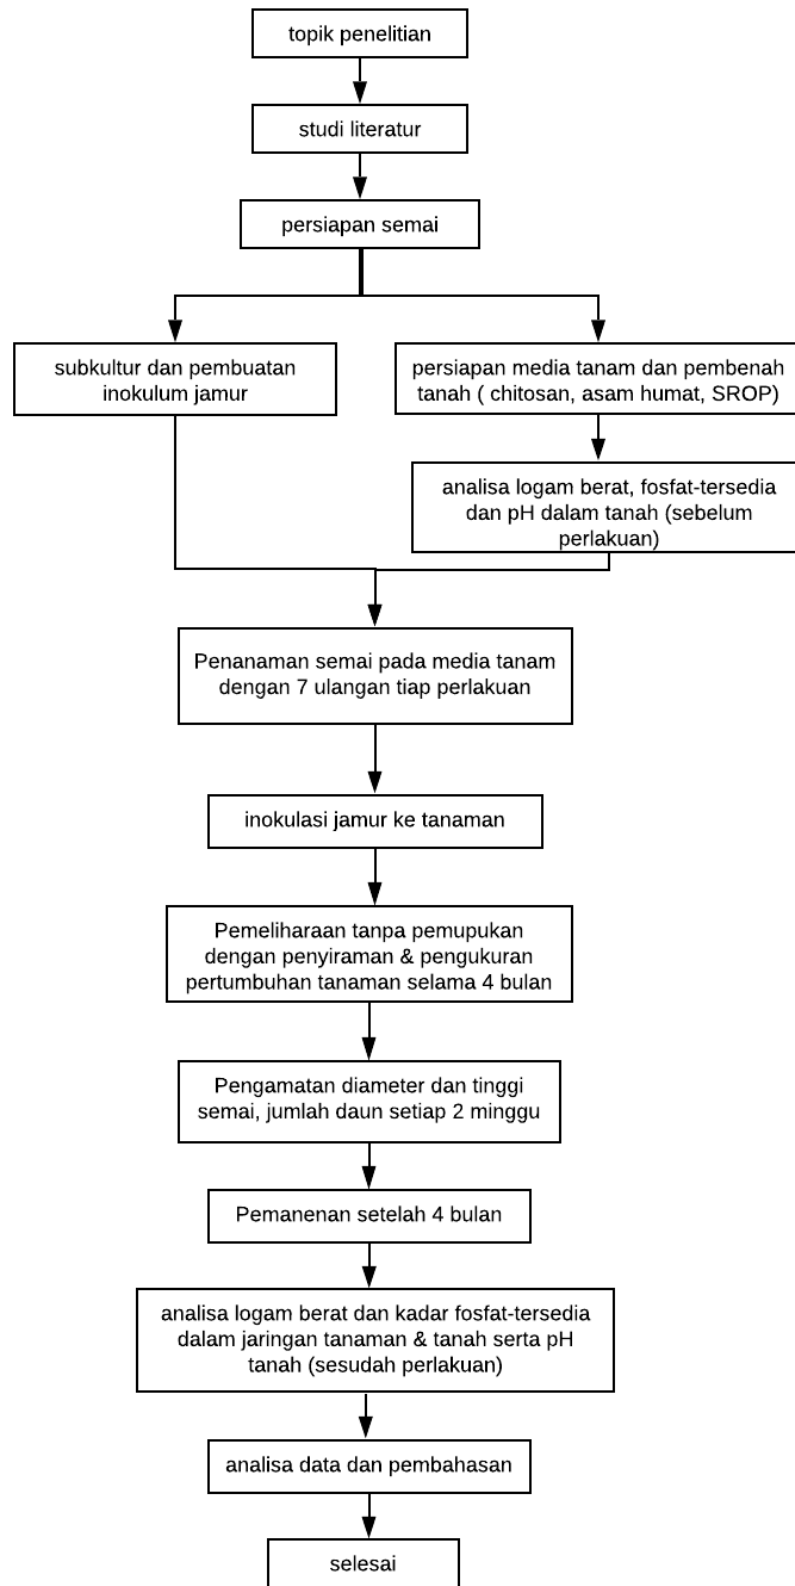 topik penelitian
studi literatur
persiapan semai
subkultur dan pembuatan
inokulum jamur
persiapan media tanam dan pembenah
tanah ( chitosan, asam humat, SROP)
analisa logam berat, fosfat-tersedia
dan pH dalam tanah (sebelum
perlakuan)
Penanaman semai pada media tanam
dengan 7 ulangan tiap perlakuan
inokulasi jamur ke tanaman
Pemeliharaan tanpa pemupukan
dengan penyiraman & pengukuran
pertumbuhan tanaman selama 4 bulan
Pengamatan diameter dan tinggi
semai, jumlah daun setiap 2 minggu
Pemanenan setelah 4 bulan
analisa logam berat dan kadar fosfat-tersedia
dalam jaringan tanaman & tanah serta pH
tanah (sesudah perlakuan)
analisa data dan pembahasan
selesai